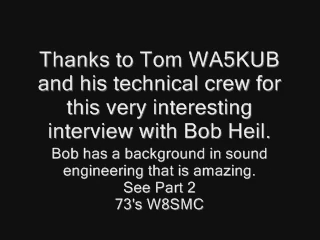 Thanks to Tom WA5KUB
and his technical crew for
this very interesting
interview with Bob Heil.
Bob has a background in sound
engineering that is amazing.
See Part 2
73's W8SMC